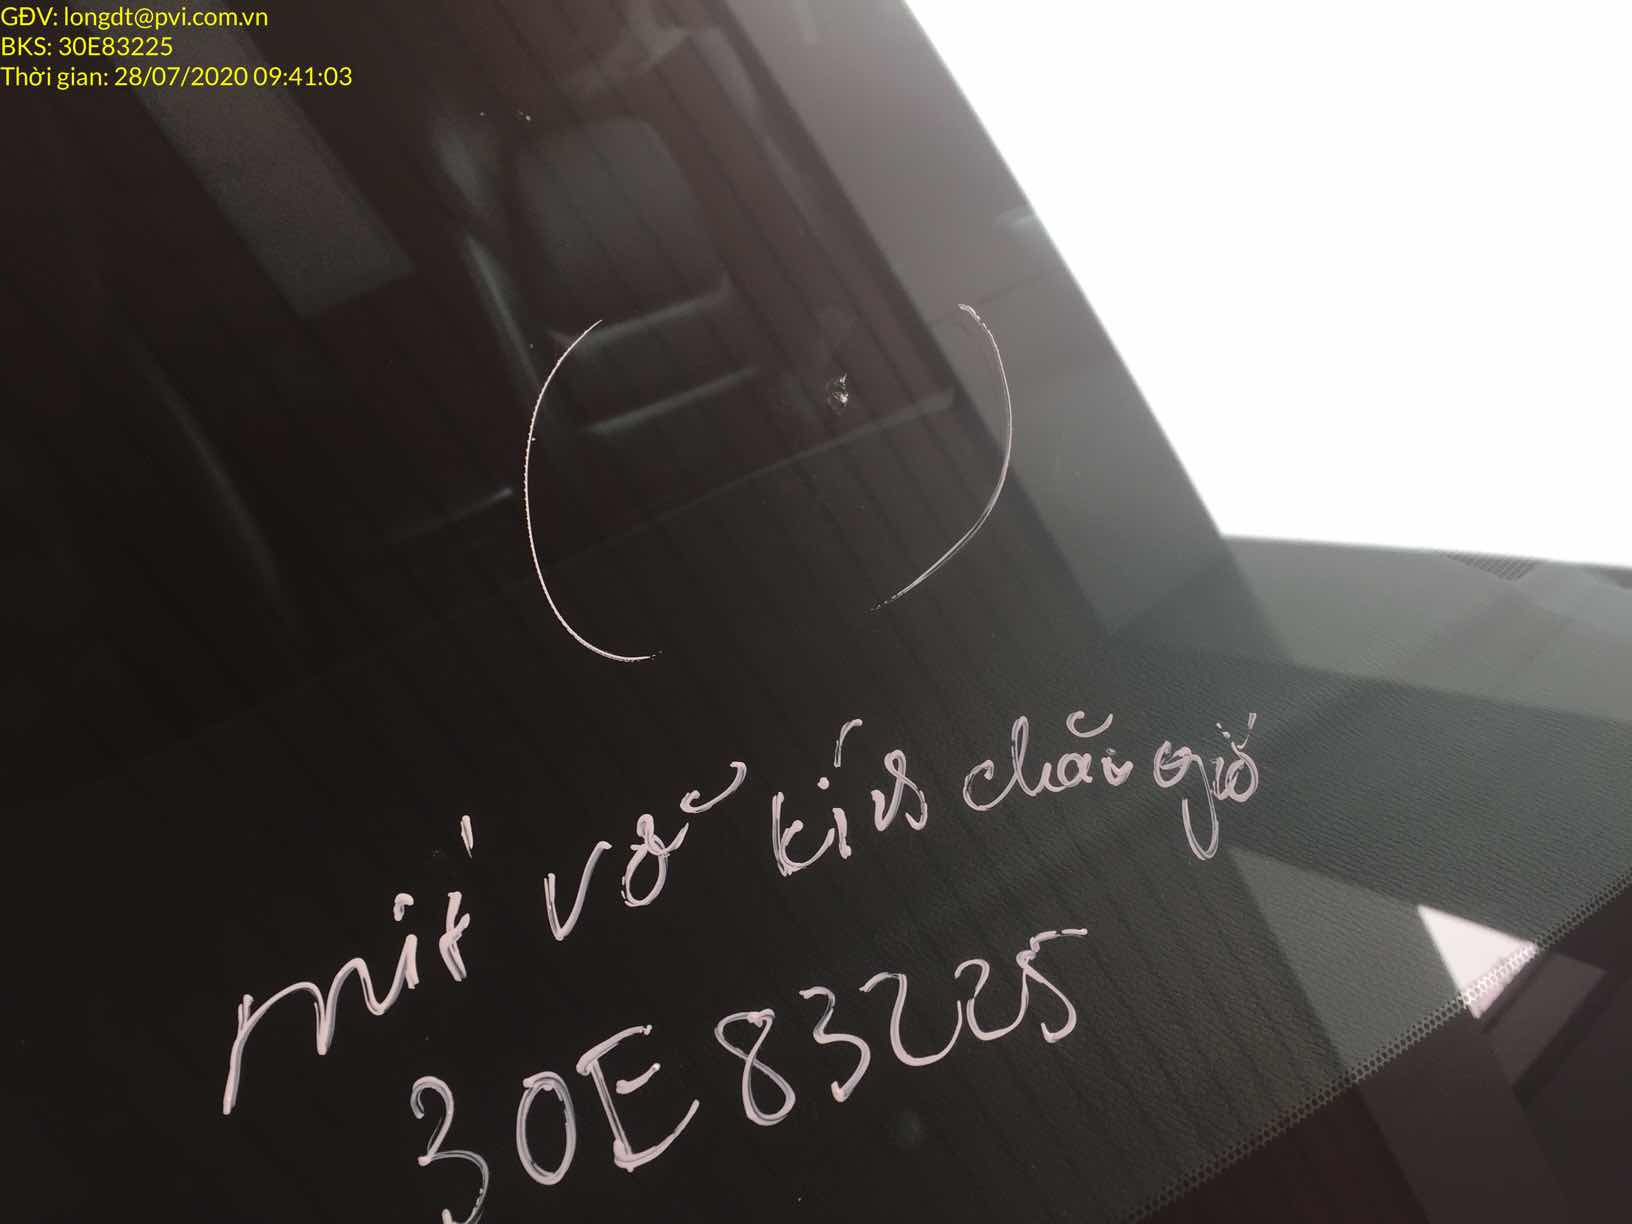 GĐV: longdt@pvi.com.vn
BKS: 30E83225
Thời gian: 28/07/2020 09:41:03
mít vỡ kính chắn gió
30E83225